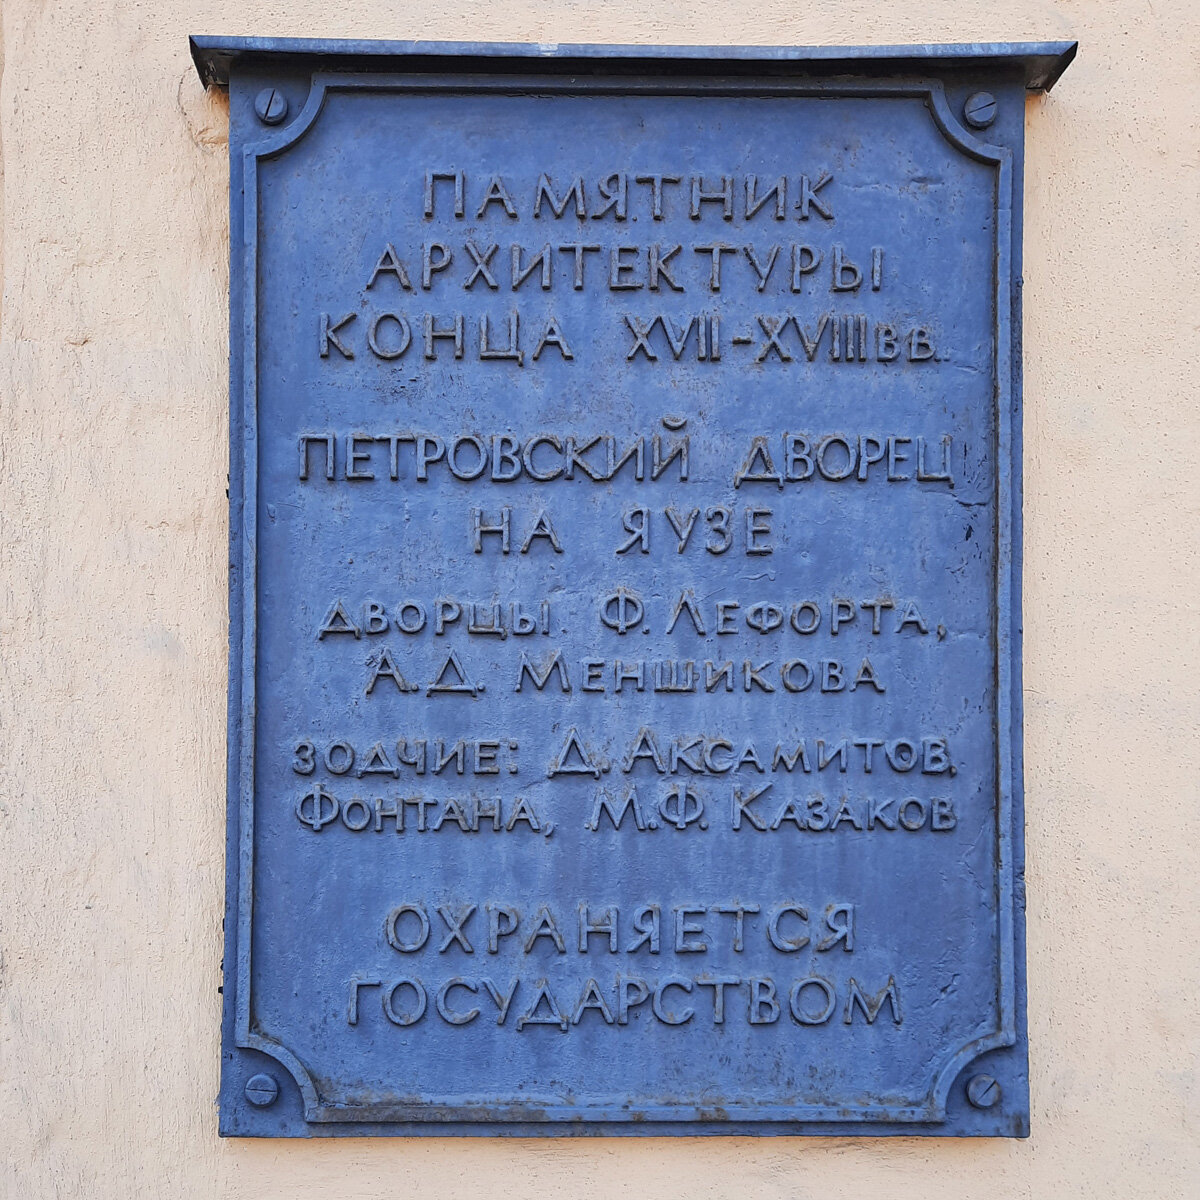 ПАМЯТНИК
АРХИТЕКТУРЫ
КОНЦА XVII-XVIII ВВ.
ПЕТРОВСКИЙ ДВОРЕЦ
НА ЯУЗЕ
ДВОРЦЫ Ф. ЛЕФОРТА,
А.Д. МЕНШИКОВА
ЗОДЧИЕ: Д. АКСАМИТОВ,
ФОНТАНА, М.Ф. КАЗАКОВ
ОХРАНЯЕТСЯ
ГОСУДАРСТВОМ